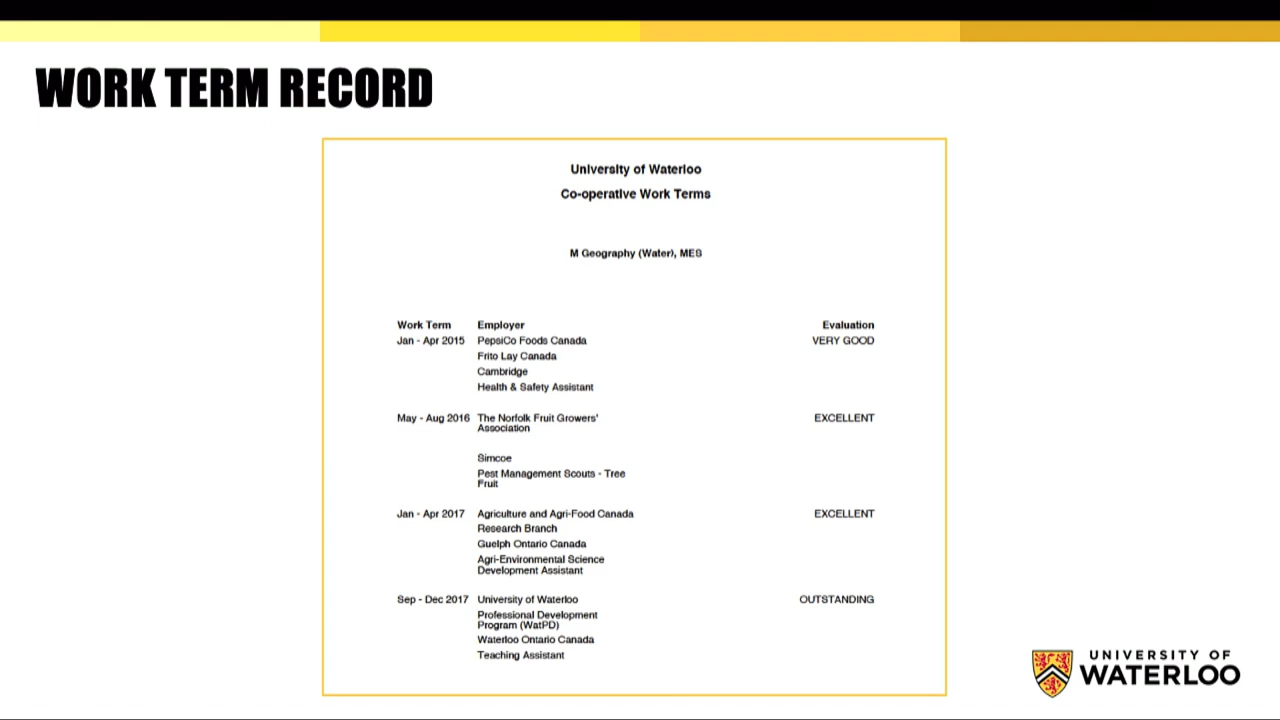 WORK TERM RECORD
University of Waterloo
Co-operative Work Terms
M Geography (Water), MES
Work Term Employer Evaluation
Jan - Apr 2015 PepsiCo Foods Canada VERY GOOD
Frito Lay Canada
Cambridge
Health & Safety Assistant
May - Aug 2016 The Norfolk Fruit Growers' EXCELLENT
Association
Simcoe
Pest Management Scouts - Tree
Fruit
Jan - Apr 2017 Agriculture and Agri-Food Canada EXCELLENT
Research Branch
Guelph Ontario Canada
Agri-Environmental Science
Development Assistant
Sep - Dec 2017 University of Waterloo OUTSTANDING
Professional Development
Program (WatPD)
Waterloo Ontario Canada
Teaching Assistant
UNIVERSITY OF
WATERLOO